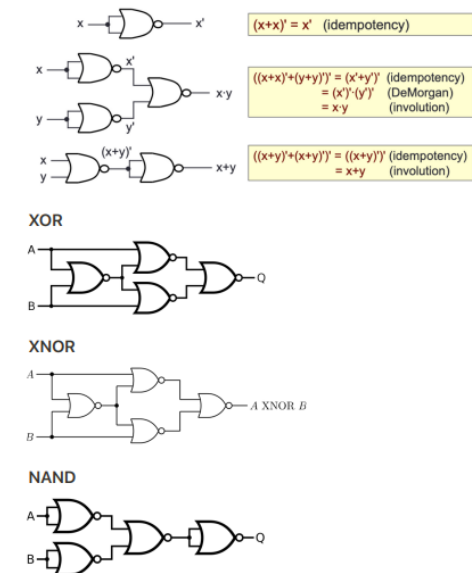 x x' (x+x)' = x' (idempotency)
x x' ((x+x)'+(y+y)')' = (x'+y')' (idempotency)
x·y = (x')'·(y')' (DeMorgan)
y y' = x·y (involution)
x (x+y)' ((x+y)'+(x+y)')' = ((x+y)')' (idempotency)
y x+y = x+y (involution)
XOR
A
Q
B
XNOR
A
A XNOR B
B
NAND
A
Q
B